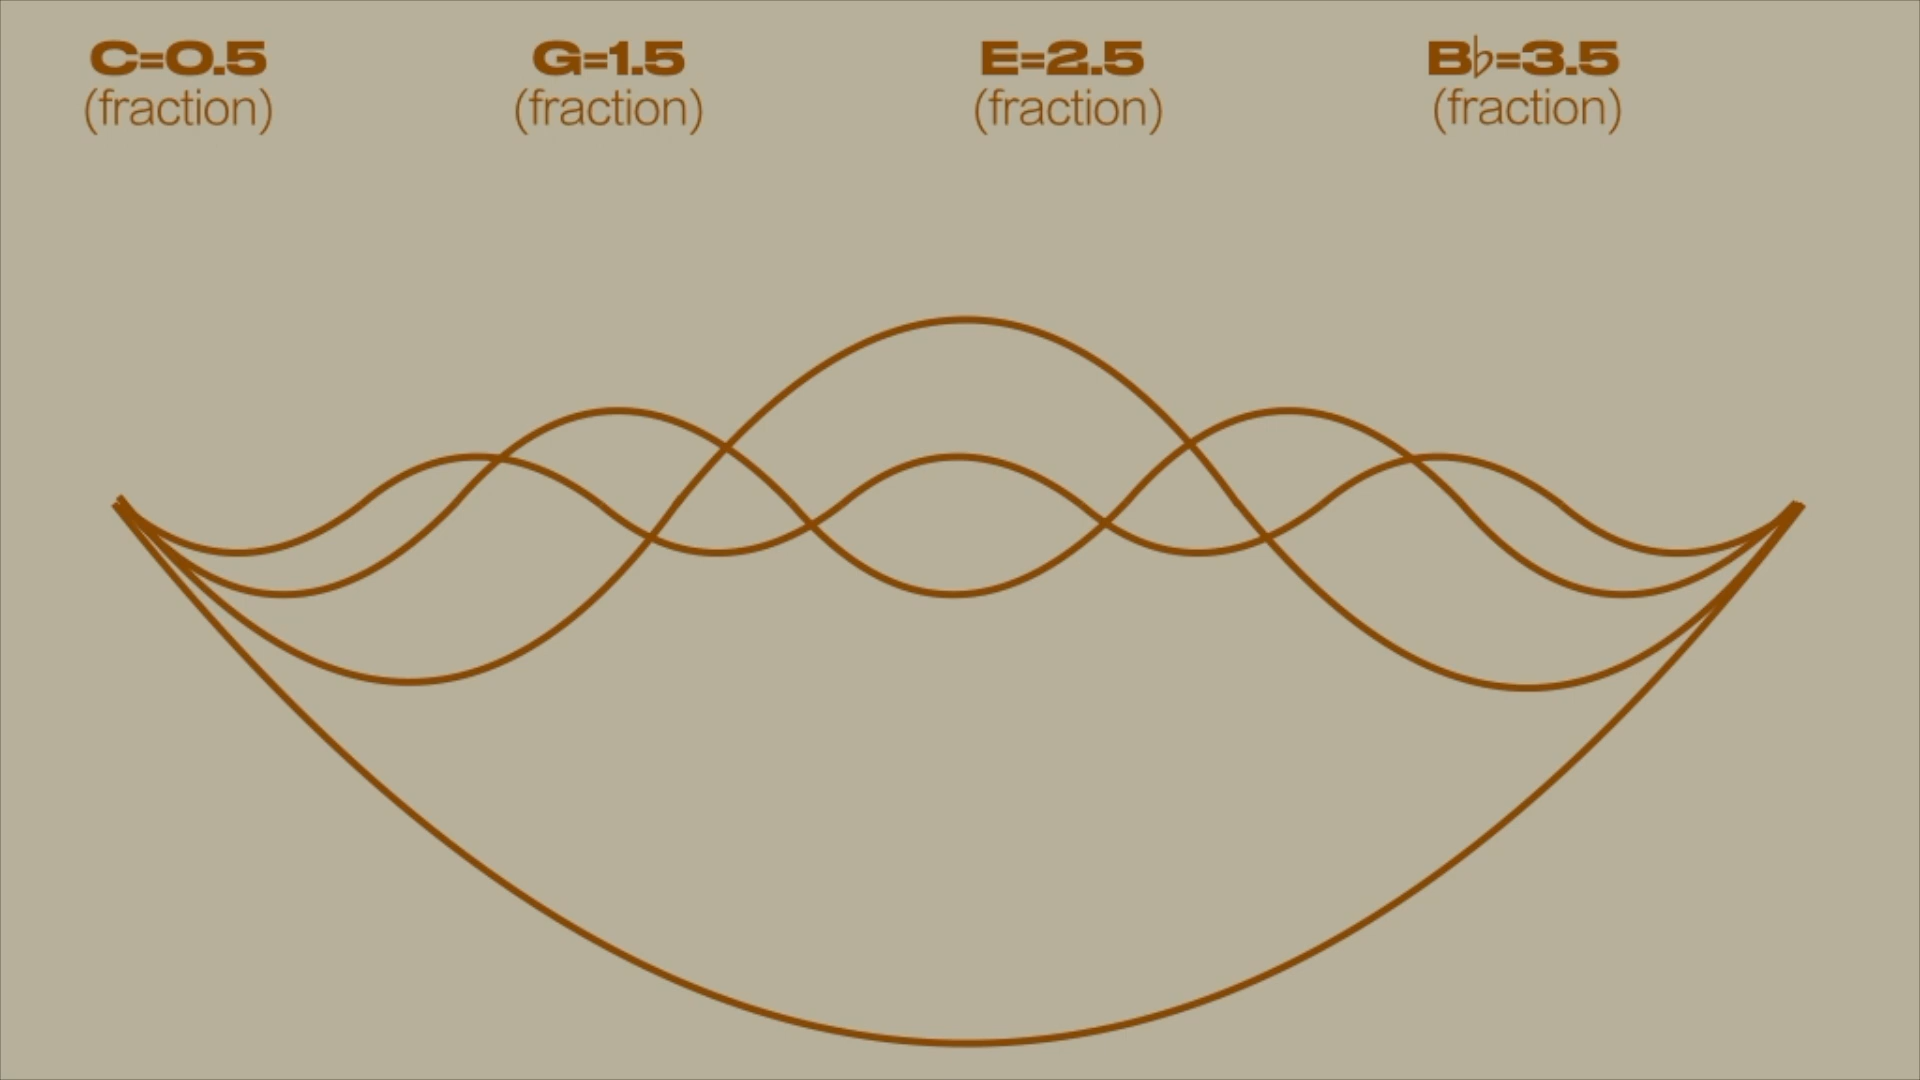 C=0.5 G=1.5 E=2.5 B♭=3.5
(fraction) (fraction) (fraction) (fraction)